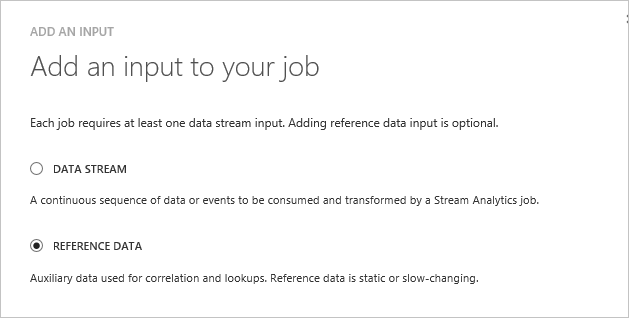 ADD AN INPUT
Add an input to your job
Each job requires at least one data stream input. Adding reference data input is optional.
DATA STREAM
A continuous sequence of data or events to be consumed and transformed by a Stream Analytics job.
REFERENCE DATA
Auxiliary data used for correlation and lookups. Reference data is static or slow-changing.